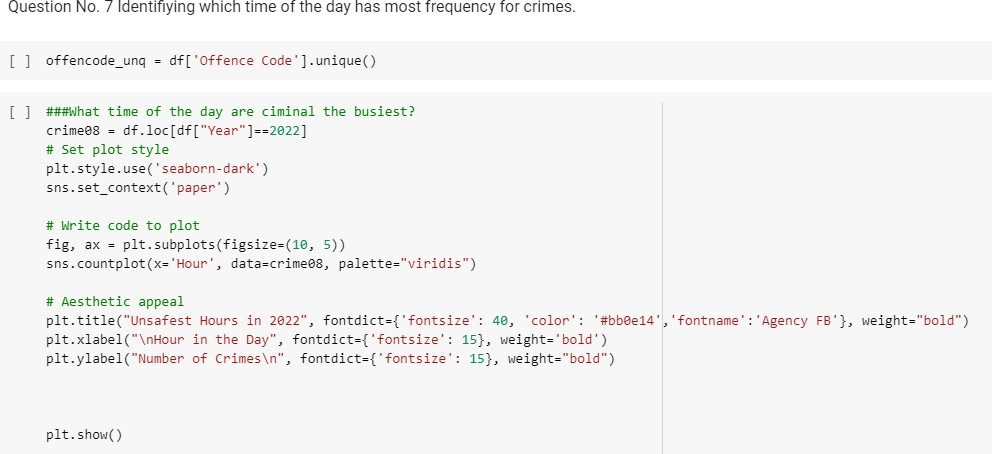 Question No. 7 Identifiying which time of the day has most frequency for crimes.
[ ] offencode_unq = df['Offence Code'].unique()
[ ] ###What time of the day are ciminal the busiest?
crime08 = df.loc[df["Year"]==2022]
# Set plot style
plt.style.use('seaborn-dark')
sns.set_context('paper')
# Write code to plot
fig, ax = plt.subplots(figsize=(10, 5))
sns.countplot(x='Hour', data=crime08, palette="viridis")
# Aesthetic appeal
plt.title("Unsafest Hours in 2022", fontdict={'fontsize': 40, 'color': '#bb0e14','fontname':'Agency FB'}, weight="bold")
plt.xlabel("\nHour in the Day", fontdict={'fontsize': 15}, weight='bold')
plt.ylabel("Number of Crimes\n", fontdict={'fontsize': 15}, weight="bold")
plt.show()